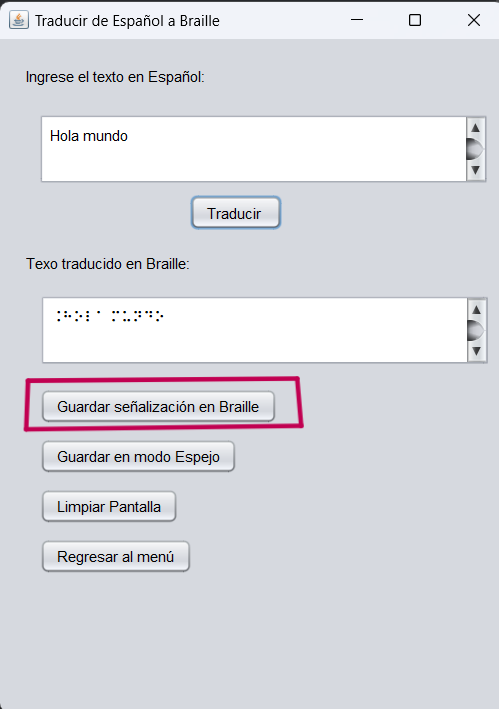 Traducir de Español a Braille
Ingrese el texto en Español:
Hola mundo
Traducir
Texo traducido en Braille:
⠨⠓⠕⠇⠁ ⠍⠥⠝⠙⠕
Guardar señalización en Braille
Guardar en modo Espejo
Limpiar Pantalla
Regresar al menú